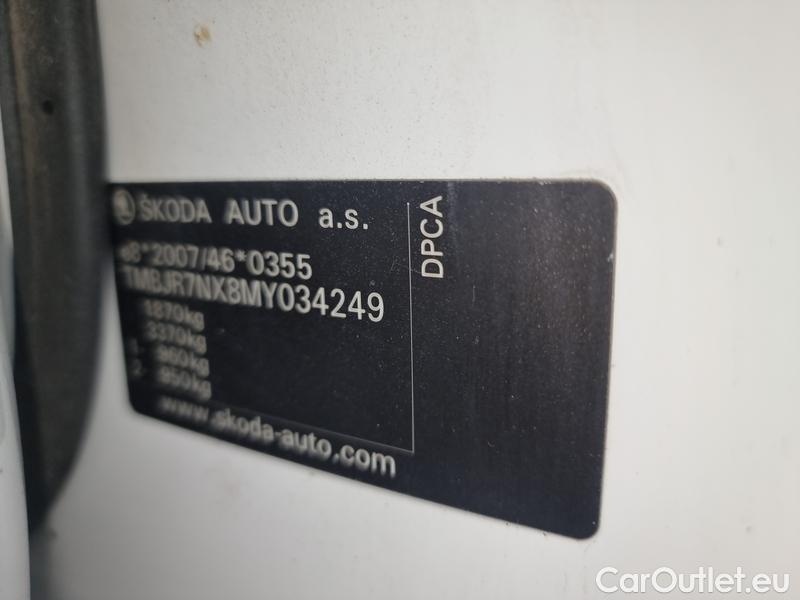 ŠKODA AUTO a.s.
DPCA
e8*2007/46*0355
TMBJR7NX8MY034249
1870kg
3370kg
1 960kg
2 950kg
www.skoda-auto.com
CarOutlet.eu